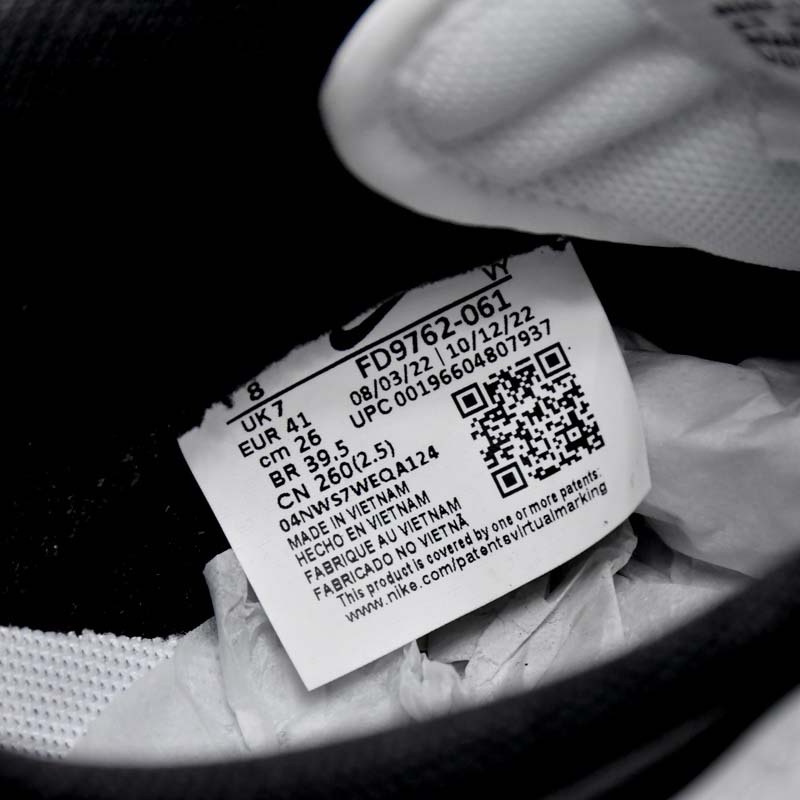 VY
8
FD9762-061
UK 7
08/03/22 | 10/12/22
EUR 41
UPC 00196604807937
cm 26
BR 39.5
CN 260(2.5)
04NWS7WEQA124
MADE IN VIETNAM
HECHO EN VIETNAM
FABRIQUE AU VIETNAM
FABRICADO NO VIETNÃ
This product is covered by one or more patents:
www.nike.com/patentsvirtualmarking